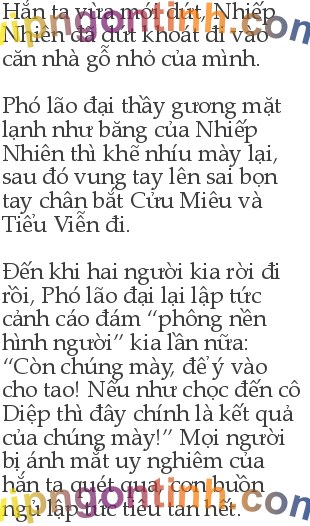 Hắn ta vừa mới dứt, Nhiếp
Nhiên đã dứt khoát đi vào
căn nhà gỗ nhỏ của mình.
Phó lão đại thầy gương mặt
lạnh như băng của Nhiếp
Nhiên thì khẽ nhíu mày lại,
sau đó vung tay lên sai bọn
tay chân bắt Cửu Miêu và
Tiểu Viễn đi.
Đến khi hai người kia rời đi
rồi, Phó lão đại lại lập tức
cảnh cáo đám “phông nền
hình người” kia lần nữa:
“Còn chúng mày, để ý vào
cho tao! Nếu như chọc đến cô
Diệp thì đây chính là kết quả
của chúng mày!” Mọi người
bị ánh mắt uy nghiêm của
hắn ta quét qua, cơn buồn
ngủ lập tức tiêu tan hết.
vipngontinh.com